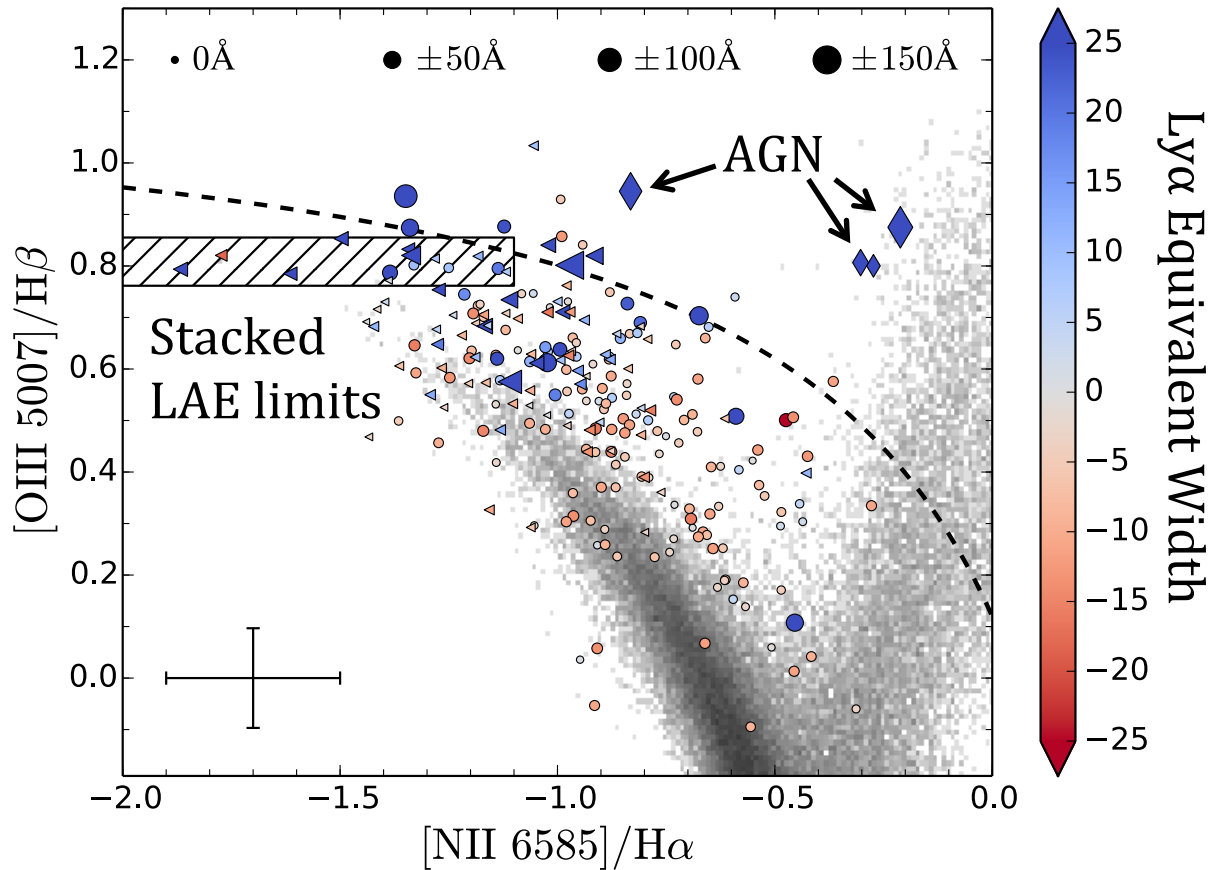 0Å ±50Å ±100Å ±150Å
AGN
Stacked
LAE limits
1.2
1.0
0.8
0.6
0.4
0.2
0.0
[OIII 5007]/Hβ
−2.0 −1.5 −1.0 −0.5 0.0
[NII 6585]/Hα
25
20
15
10
5
0
−5
−10
−15
−20
−25
Lyα Equivalent Width